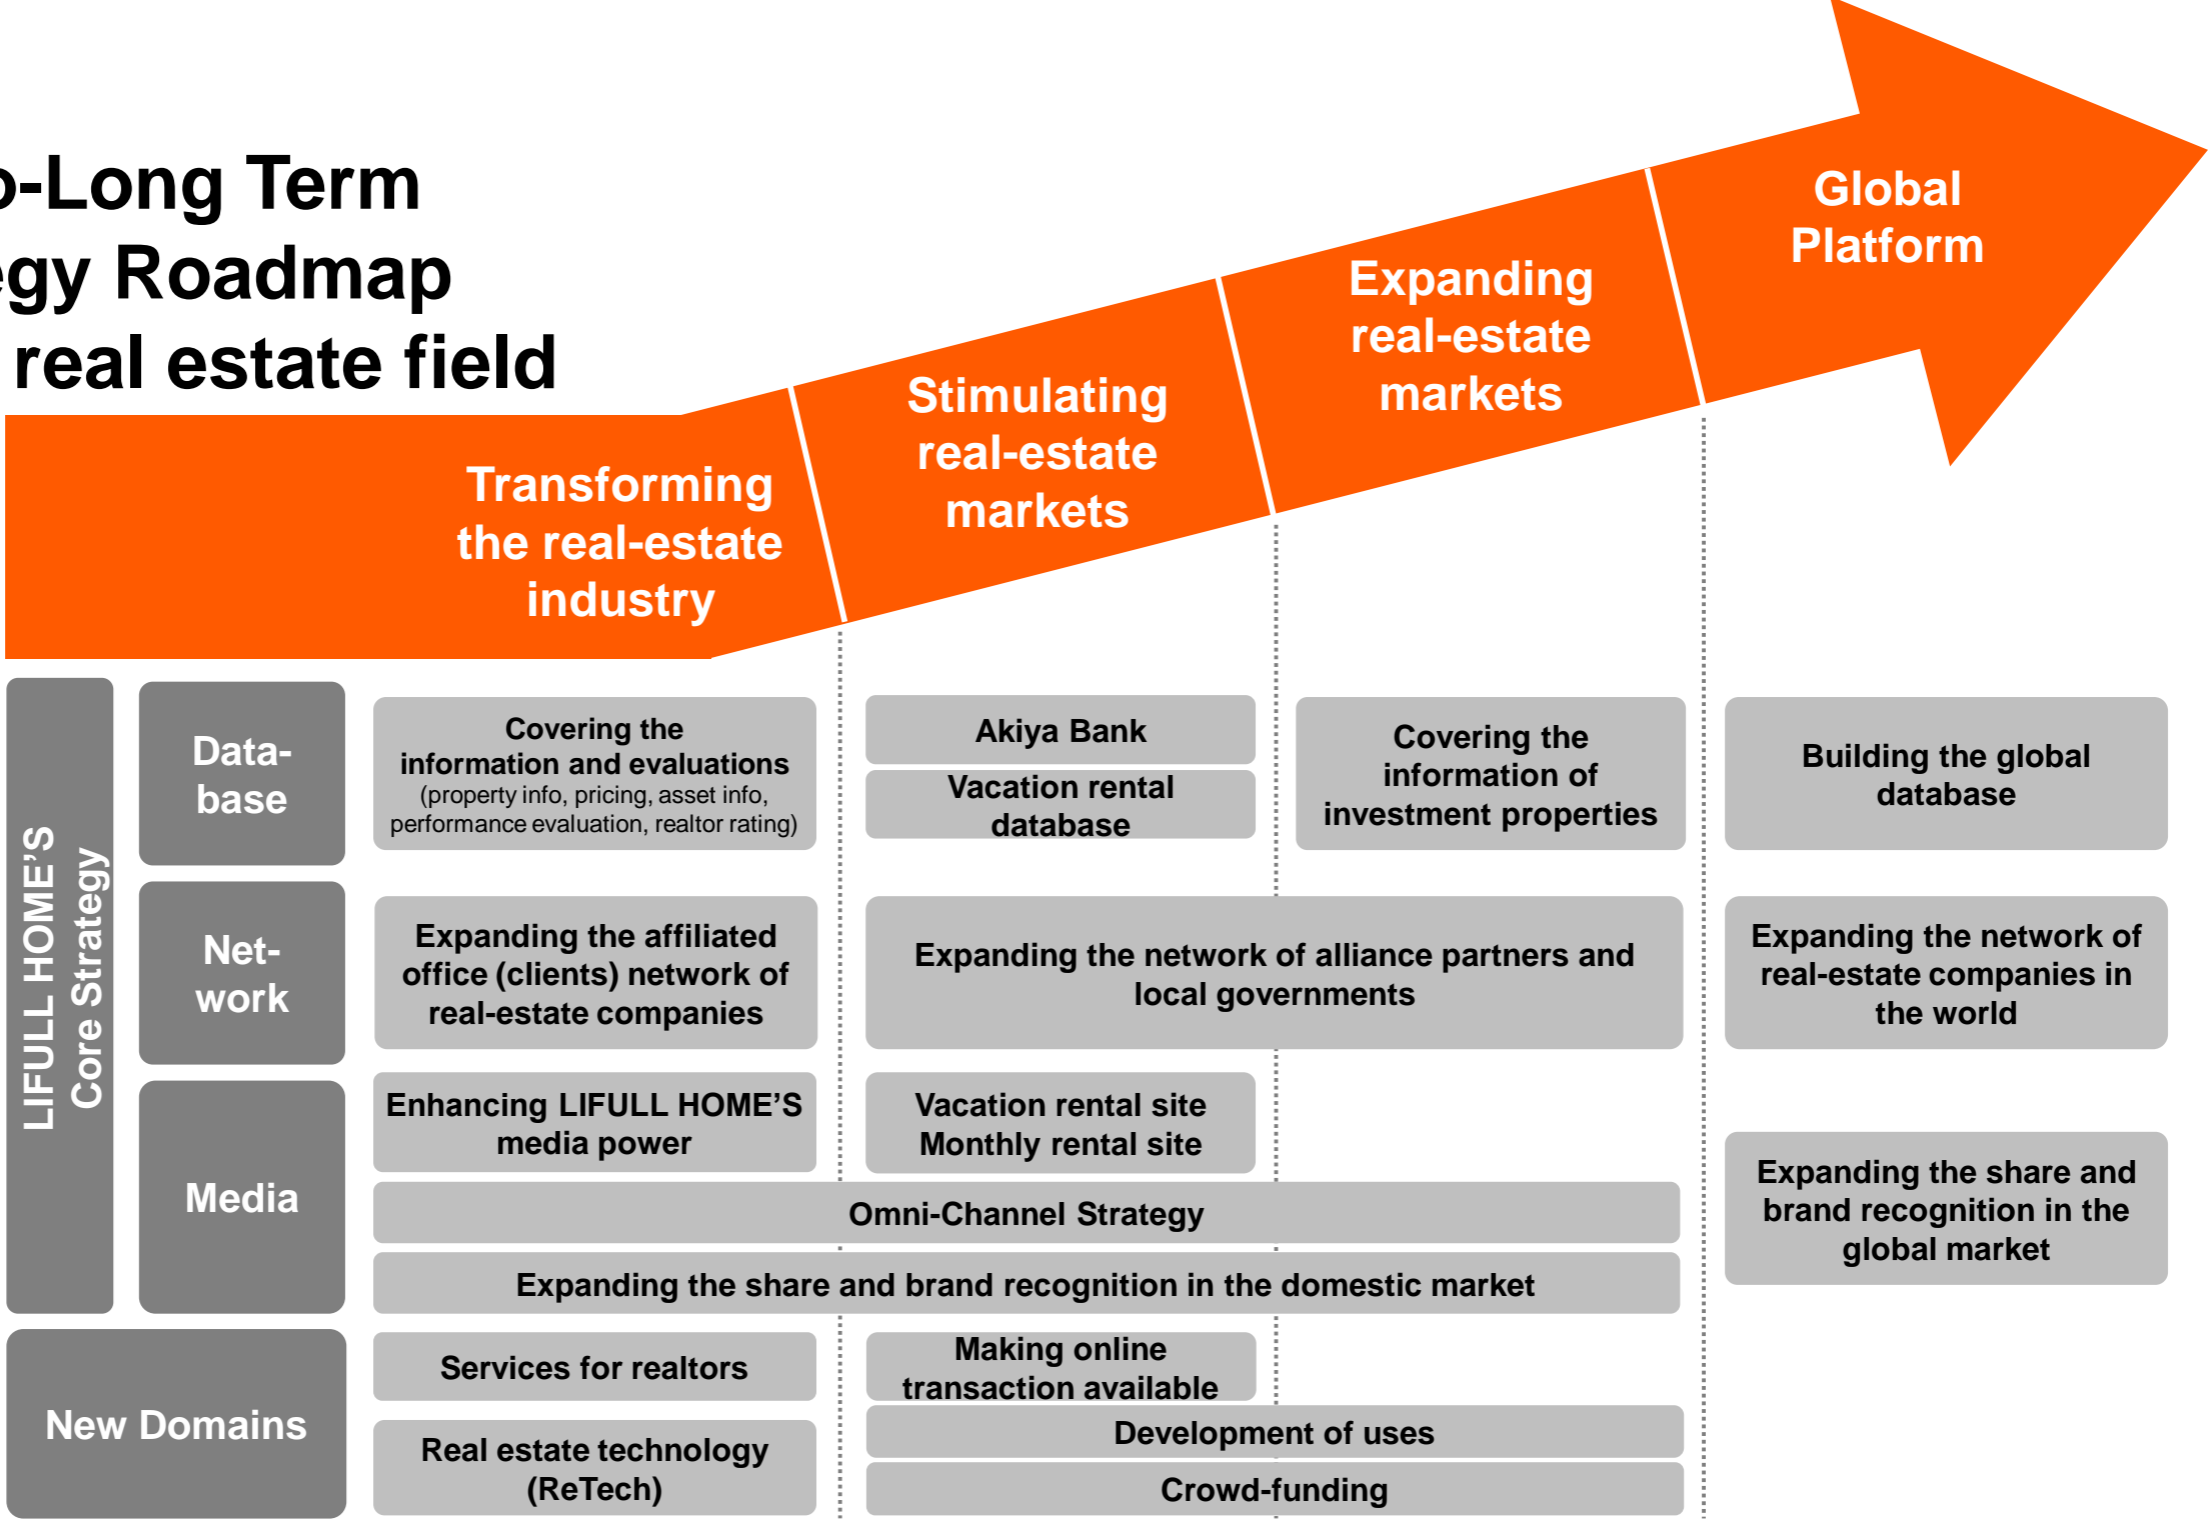 o-Long Term
egy Roadmap
real estate field
Transforming
the real-estate
industry
Stimulating
real-estate
markets
Expanding
real-estate
markets
Global
Platform
LIFULL HOME’S
Core Strategy
Data-
base
Covering the
information and evaluations
(property info, pricing, asset info,
performance evaluation, realtor rating)
Akiya Bank
Vacation rental
database
Covering the
information of
investment properties
Building the global
database
Net-
work
Expanding the affiliated
office (clients) network of
real-estate companies
Expanding the network of alliance partners and
local governments
Expanding the network of
real-estate companies in
the world
Media
Enhancing LIFULL HOME’S
media power
Vacation rental site
Monthly rental site
Omni-Channel Strategy
Expanding the share and brand recognition in the domestic market
Expanding the share and
brand recognition in the
global market
New Domains
Services for realtors
Real estate technology
(ReTech)
Making online
transaction available
Development of uses
Crowd-funding